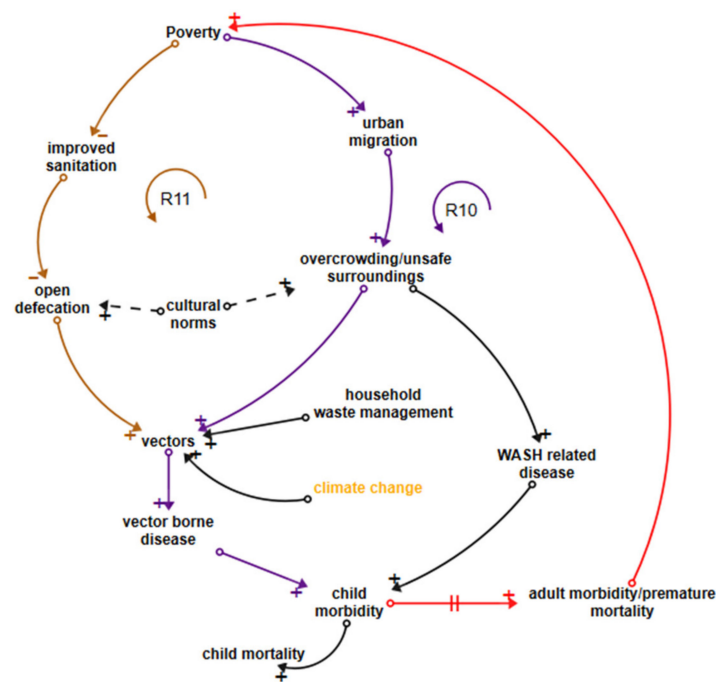 Poverty
+
+
urban
migration
−
improved
sanitation
R11
R10
+
overcrowding/unsafe
surroundings
−
open
defecation
+
cultural
norms
+
household
waste management
+
+
vectors
+
+
+
WASH related
disease
climate change
+
vector borne
disease
+
+
child
morbidity
+
adult morbidity/premature
mortality
child mortality
+